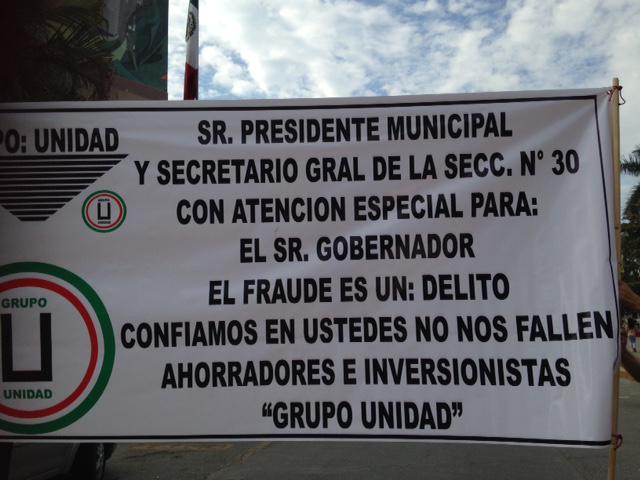 PO: UNIDAD
SR. PRESIDENTE MUNICIPAL
Y SECRETARIO GRAL DE LA SECC. N° 30
CON ATENCION ESPECIAL PARA:
EL SR. GOBERNADOR
EL FRAUDE ES UN: DELITO
CONFIAMOS EN USTEDES NO NOS FALLEN
AHORRADORES E INVERSIONISTAS
“GRUPO UNIDAD”
GRUPO
U
UNIDAD